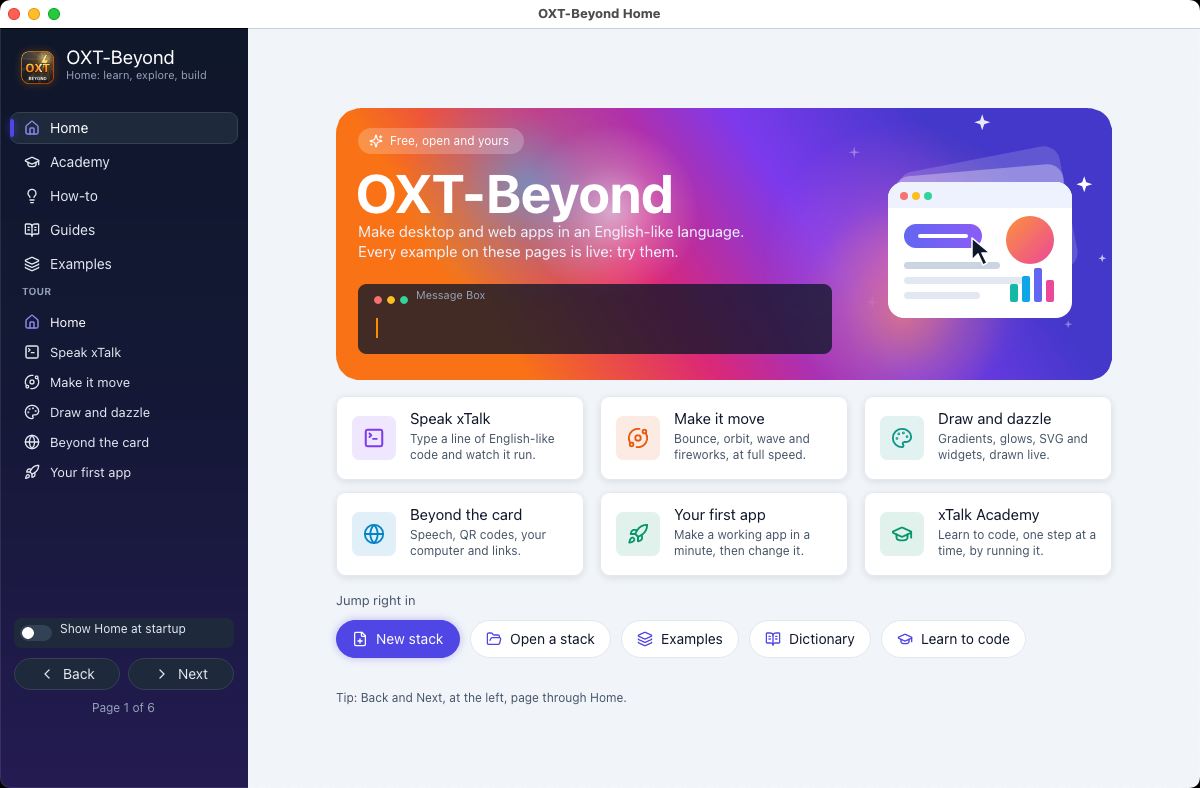 OXT-Beyond Home
OXT
BEYOND
OXT-Beyond
Home: learn, explore, build
Home
Academy
How-to
Guides
Examples
TOUR
Home
Speak xTalk
Make it move
Draw and dazzle
Beyond the card
Your first app
Show Home at startup
Back
Next
Page 1 of 6
Free, open and yours
OXT-Beyond
Make desktop and web apps in an English-like language.
Every example on these pages is live: try them.
Message Box
Speak xTalk
Type a line of English-like
code and watch it run.
Make it move
Bounce, orbit, wave and
fireworks, at full speed.
Draw and dazzle
Gradients, glows, SVG and
widgets, drawn live.
Beyond the card
Speech, QR codes, your
computer and links.
Your first app
Make a working app in a
minute, then change it.
xTalk Academy
Learn to code, one step at a
time, by running it.
Jump right in
New stack
Open a stack
Examples
Dictionary
Learn to code
Tip: Back and Next, at the left, page through Home.